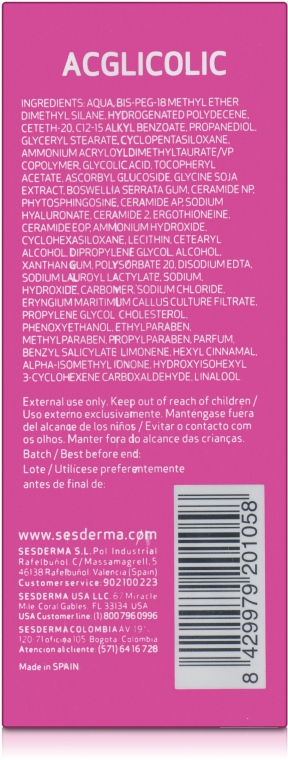 ACGLICOLIC
INGREDIENTS: AQUA, BIS-PEG-18 METHYL ETHER
DIMETHYL SILANE, HYDROGENATED POLYDECENE,
CETETH-20, C12-15 ALKYL BENZOATE, PROPANEDIOL,
GLYCERYL STEARATE, CYCLOPENTASILOXANE,
AMMONIUM ACRYLOYLDIMETHYLTAURATE/VP
COPOLYMER, GLYCOLIC ACID, TOCOPHERYL
ACETATE, ASCORBYL GLUCOSIDE, GLYCINE SOJA
EXTRACT, BOSWELLIA SERRATA GUM, CERAMIDE NP,
PHYTOSPHINGOSINE, CERAMIDE AP, SODIUM
HYALURONATE, CERAMIDE 2, ERGOTHIONEINE,
CERAMIDE EOP, AMMONIUM HYDROXIDE,
CYCLOHEXASILOXANE, LECITHIN, CETEARYL
ALCOHOL, DIPROPYLENE GLYCOL, ALCOHOL,
XANTHAN GUM, POLYSORBATE 20, DISODIUM EDTA,
SODIUM LAUROYL LACTYLATE, SODIUM,
HYDROXIDE, CARBOMER, SODIUM CHLORIDE,
ERYNGIUM MARITIMUM CALLUS CULTURE FILTRATE,
PROPYLENE GLYCOL CHOLESTEROL,
PHENOXYETHANOL, ETHYLPARABEN,
METHYLPARABEN, PROPYLPARABEN, PARFUM,
BENZYL SALICYLATE LIMONENE, HEXYL CINNAMAL,
ALPHA-ISOMETHYL IONONE, HYDROXYISOHEXYL
3-CYCLOHEXENE CARBOXALDEHYDE, LINALOOL
External use only. Keep out of reach of children /
Uso externo exclusivamente. Mantengase fuera
del alcance de los niños / Evitar o contacto com
os olhos. Manter fora do alcance das crianças.
Batch / Best before end:
Lote / Utilícese preferentemente
antes de final de:
www.sesderma.com
SESDERMA S.L. Pol Industrial
Rafelbuñol C/ Massamagrell, 5
46138 Rafelbuñol Valencia (Spain)
Customer service: 902 100 223
SESDERMA USA LLC. 67 Miracle
Mile Coral Gables. FL 33134 USA
USA Customer line: (1) 800 796 0996
SESDERMA COLOMBIA AV 19
120 71 oficina 105 Bogota Colombia
Atencion al cliente: (571) 64 16 728
Made in SPAIN
8 429979 201058